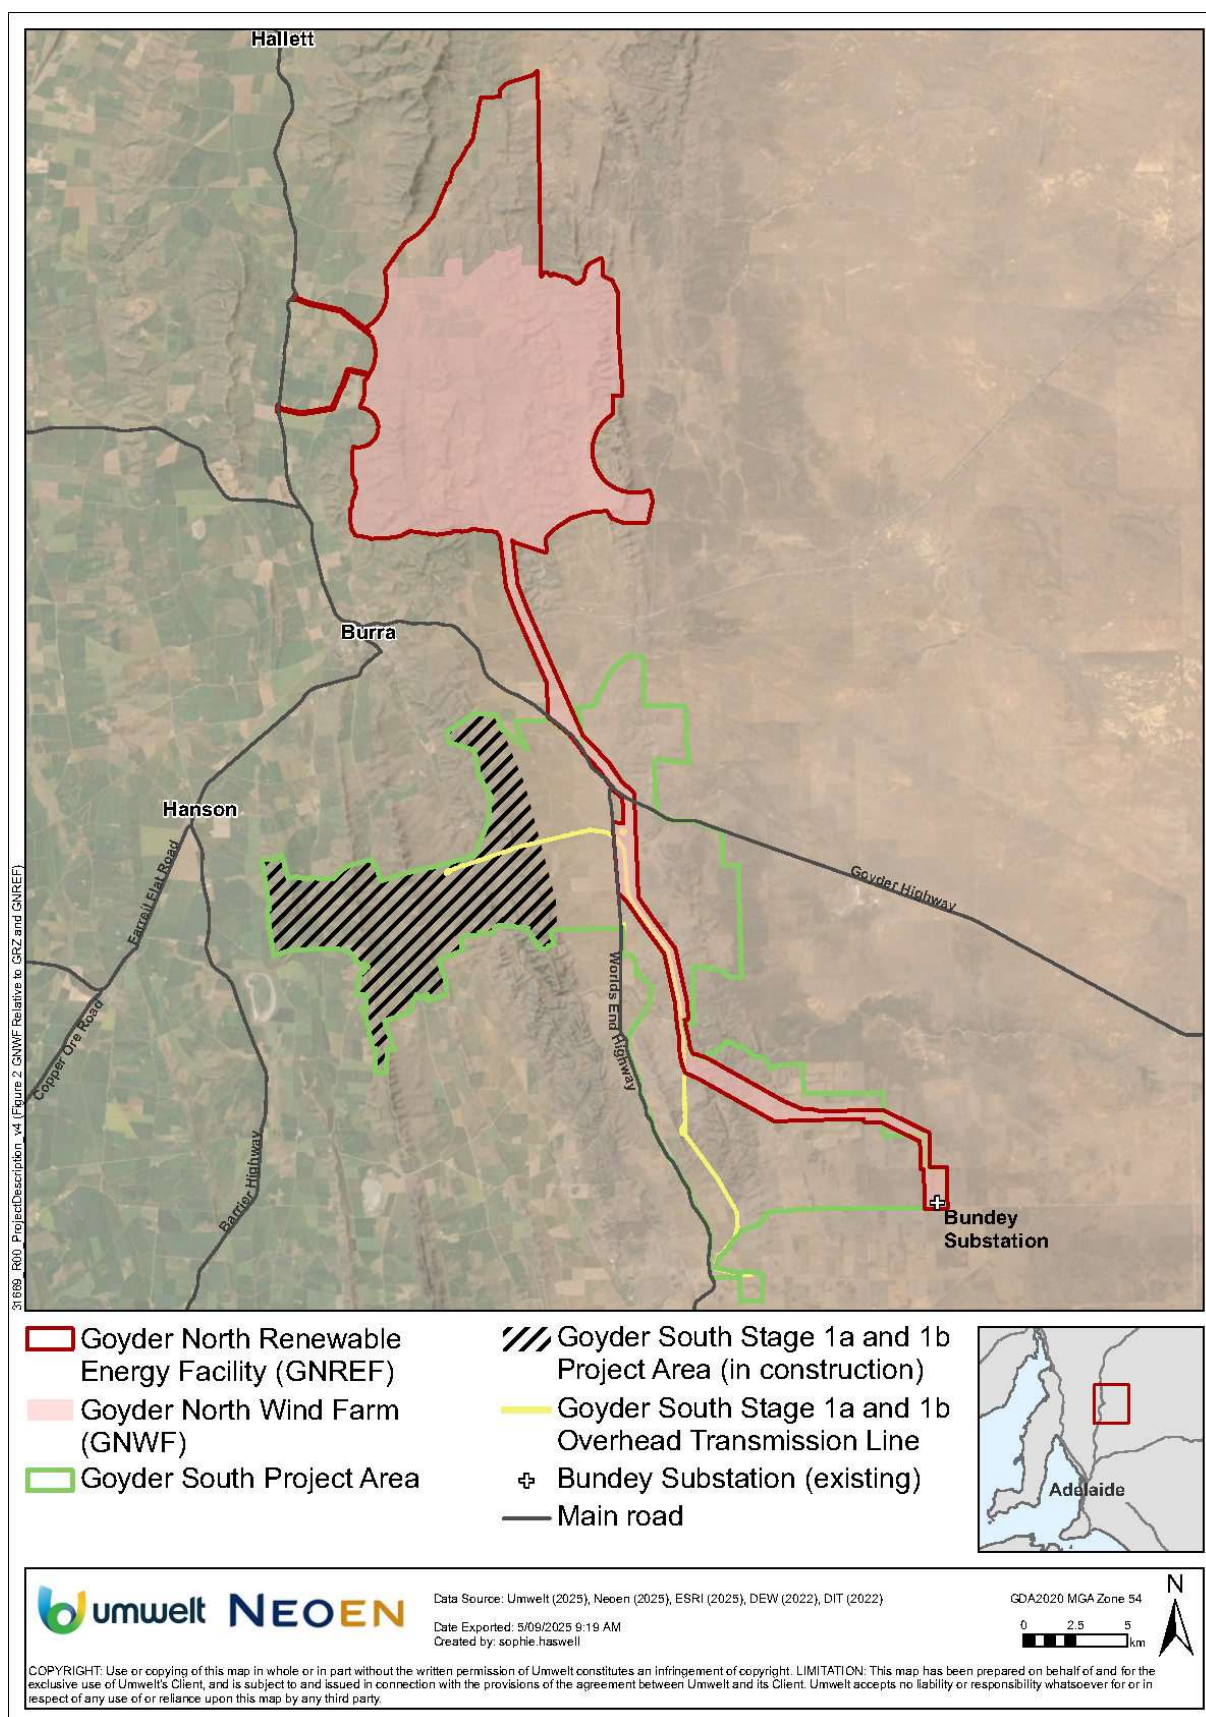 Hallett
Burra
Hanson
Farrell Flat Road
Copper Ore Road
Barrier Highway
Worlds End Highway
Goyder Highway
Bundey
Substation
31669_R00_ProjectDescription_v4 (Figure 2 GNWF Relative to GRZ and GNREF)
Goyder North Renewable
Energy Facility (GNREF)
Goyder North Wind Farm
(GNWF)
Goyder South Project Area
Goyder South Stage 1a and 1b
Project Area (in construction)
Goyder South Stage 1a and 1b
Overhead Transmission Line
Bundey Substation (existing)
Main road
Adelaide
umwelt
NEOEN
Data Source: Umwelt (2025), Neoen (2025), ESRI (2025), DEW (2022), DIT (2022)
Date Exported: 5/09/2025 9:19 AM
Created by: sophie.haswell
GDA2020 MGA Zone 54
0 2.5 5
km
N
COPYRIGHT: Use or copying of this map in whole or in part without the written permission of Umwelt constitutes an infringement of copyright. LIMITATION: This map has been prepared on behalf of and for the
exclusive use of Umwelt's Client, and is subject to and issued in connection with the provisions of the agreement between Umwelt and its Client. Umwelt accepts no liability or responsibility whatsoever for or in
respect of any use of or reliance upon this map by any third party.